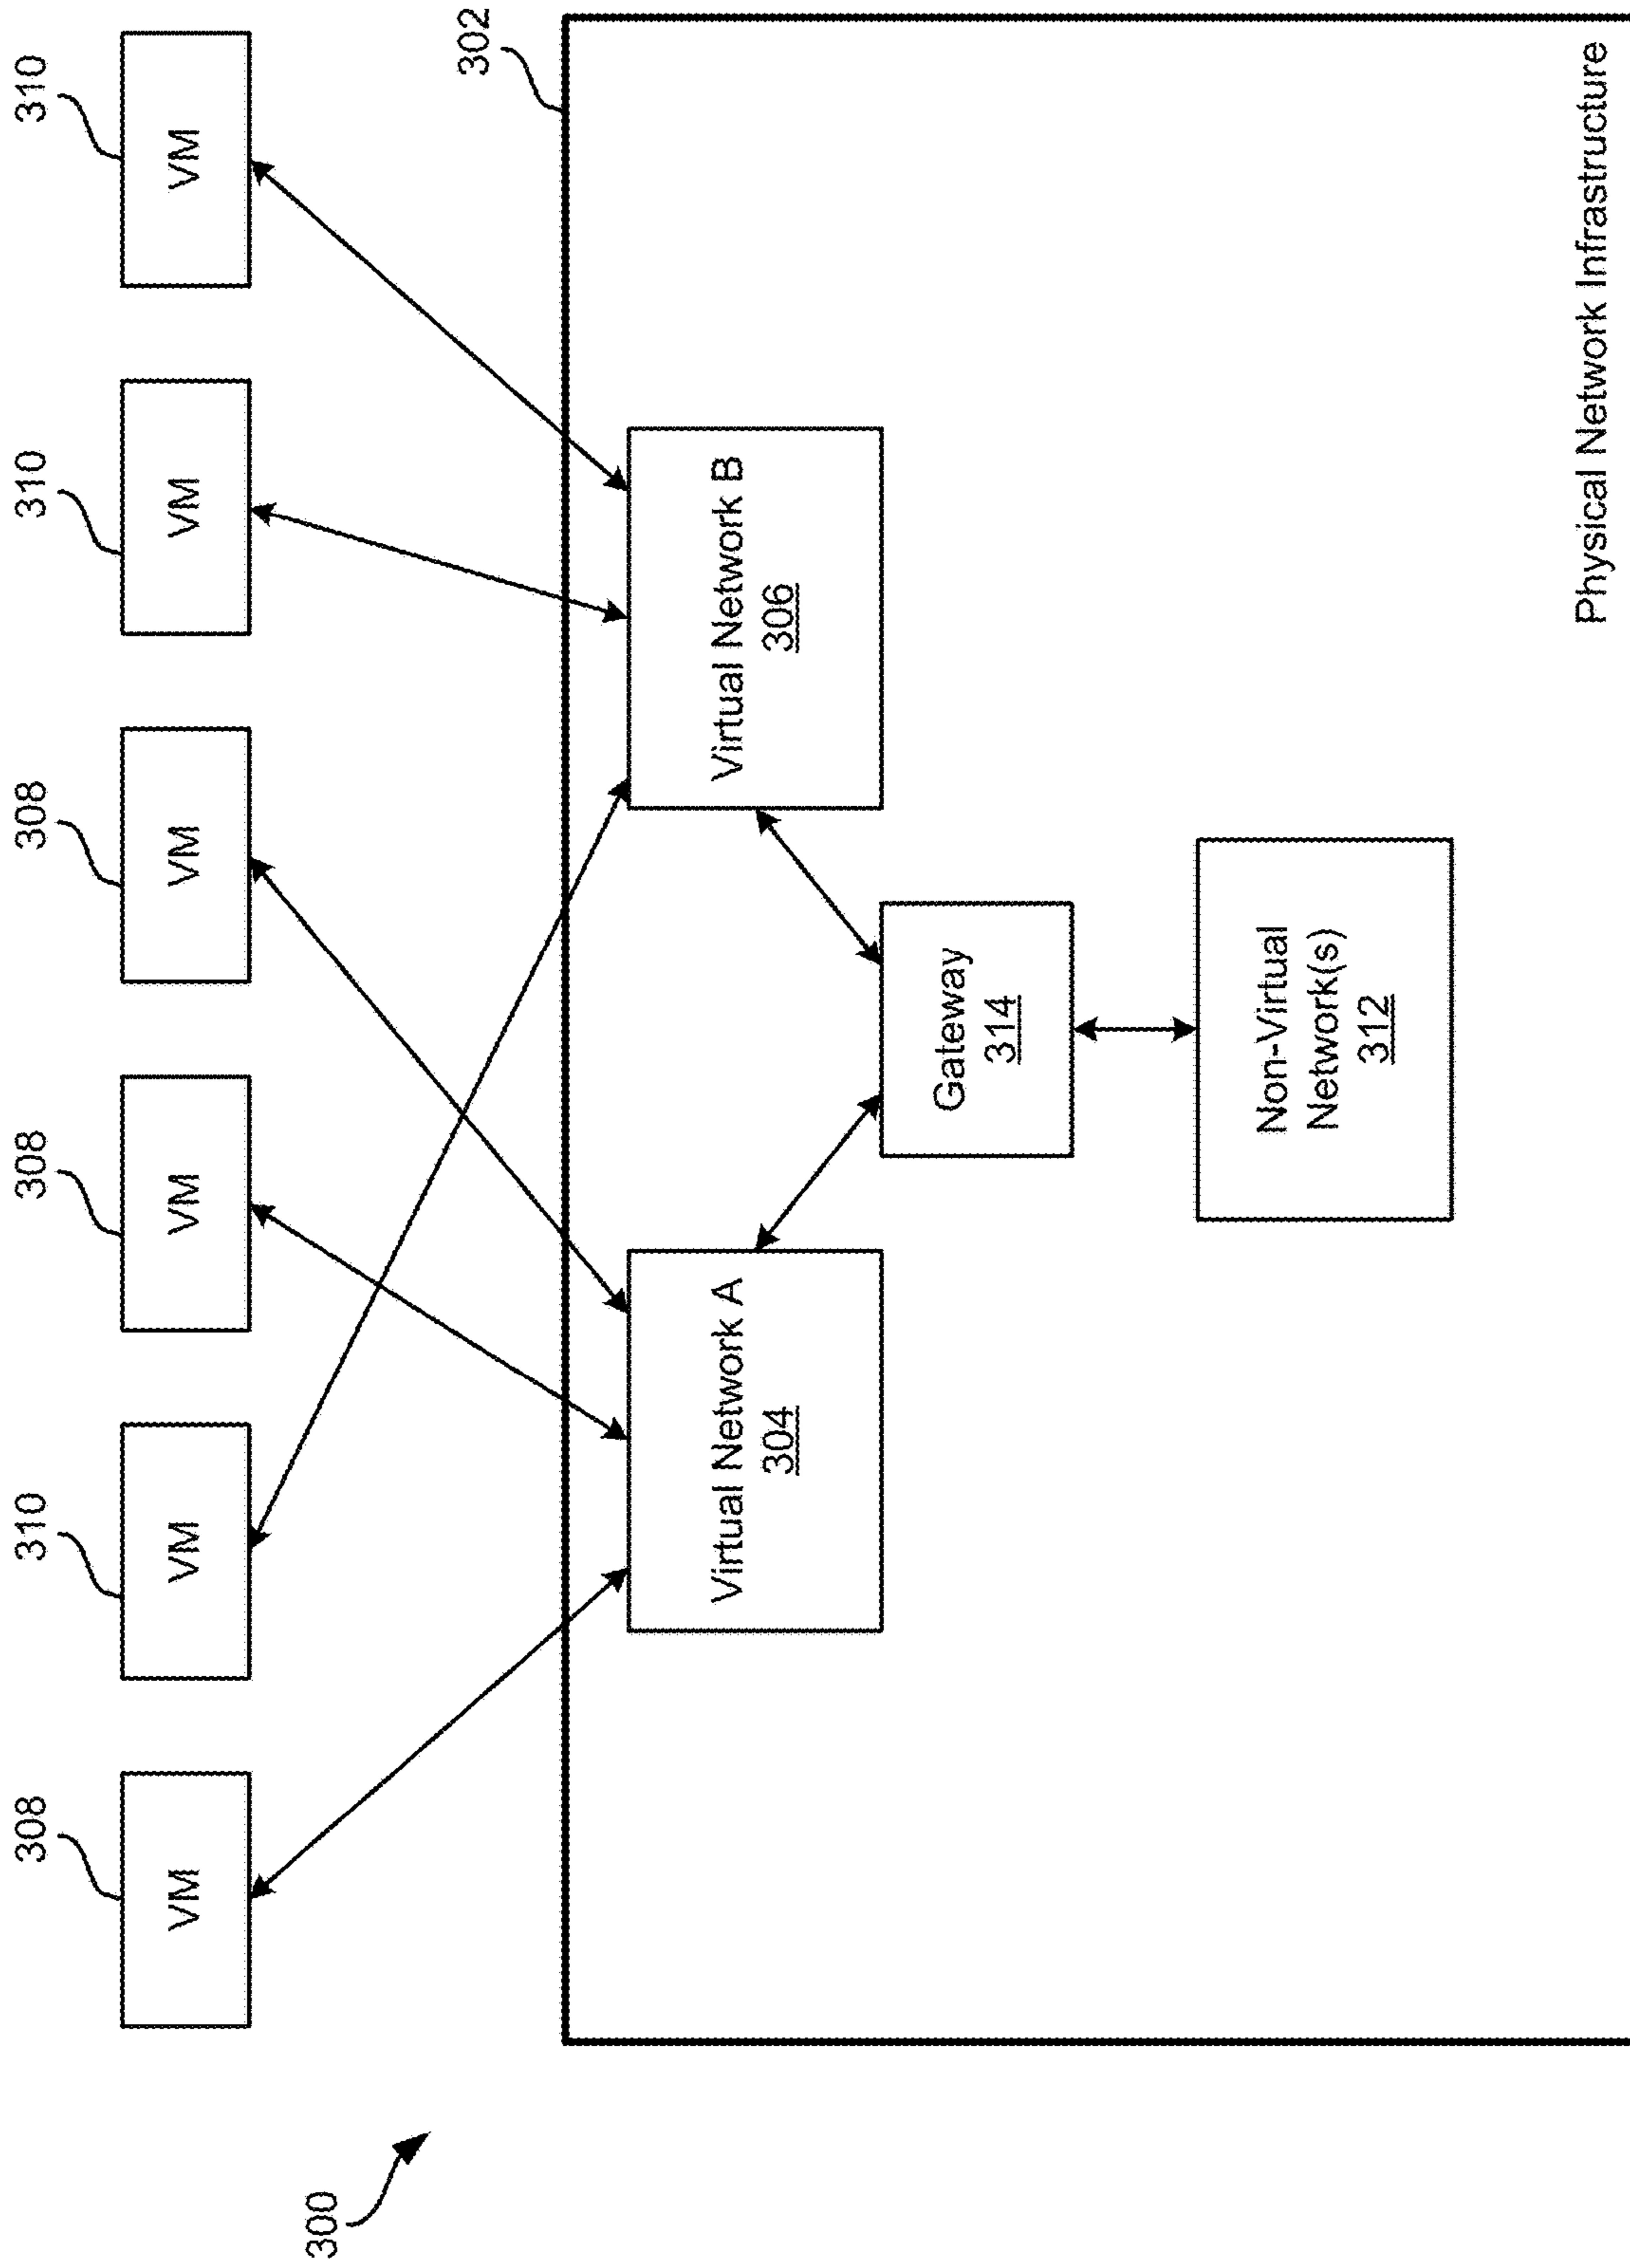 308
310
308
308
310
310
VM
VM
VM
VM
VM
VM
300
302
Virtual Network A
304
Virtual Network B
306
Gateway
314
Non-Virtual
Network(s)
312
Physical Network Infrastructure